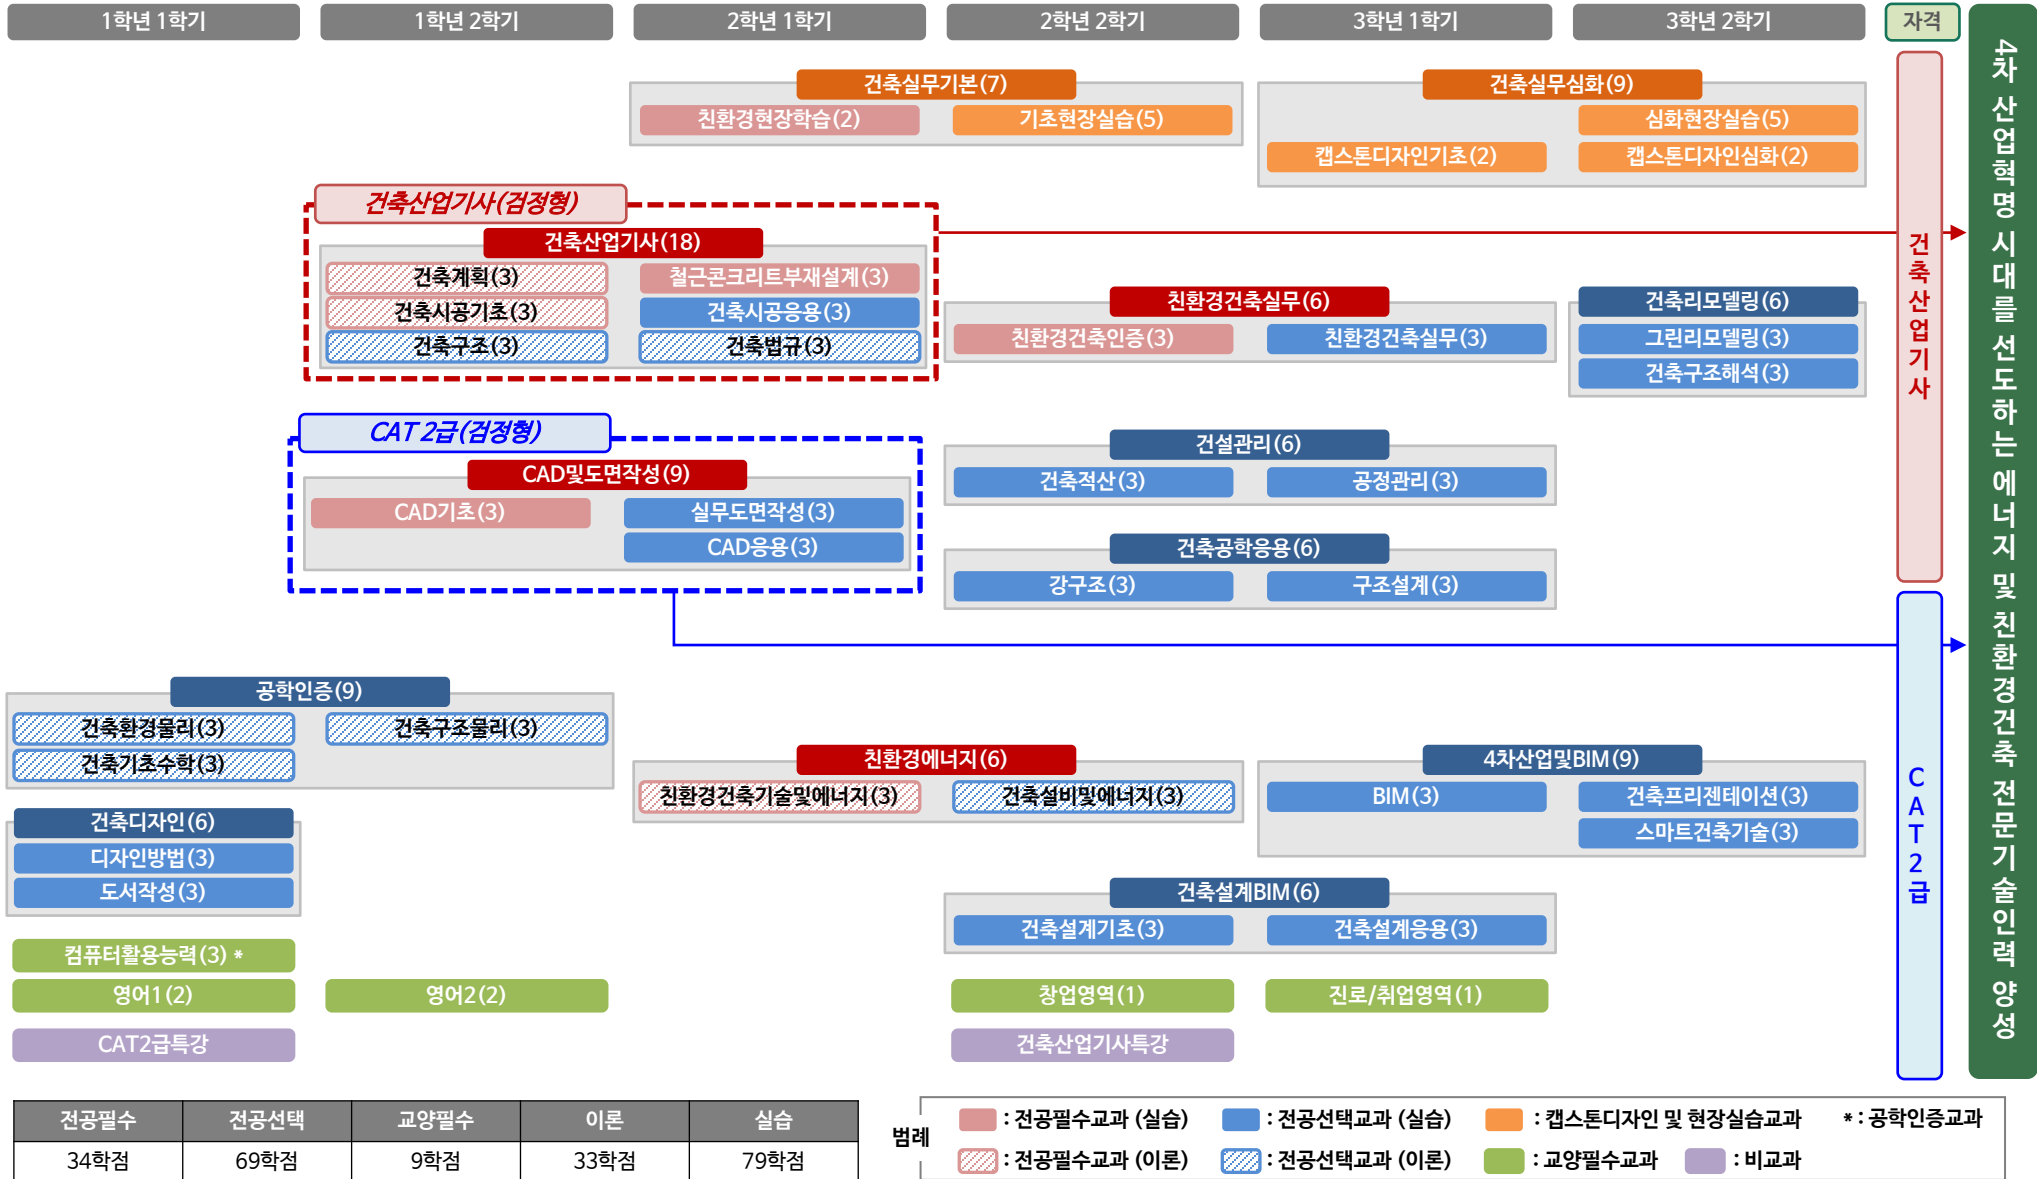 1학년 1학기
1학년 2학기
2학년 1학기
2학년 2학기
3학년 1학기
3학년 2학기
자격
건축실무기본(7)
친환경현장학습(2)
기초현장실습(5)
건축실무심화(9)
심화현장실습(5)
캡스톤디자인기초(2)
캡스톤디자인심화(2)
건축산업기사(검정형)
건축산업기사(18)
건축계획(3)
철근콘크리트부재설계(3)
건축시공기초(3)
건축시공응용(3)
건축구조(3)
건축법규(3)
친환경건축실무(6)
친환경건축인증(3)
친환경건축실무(3)
건축리모델링(6)
그린리모델링(3)
건축구조해석(3)
CAT 2급(검정형)
CAD및도면작성(9)
CAD기초(3)
실무도면작성(3)
CAD응용(3)
건설관리(6)
건축적산(3)
공정관리(3)
건축공학응용(6)
강구조(3)
구조설계(3)
공학인증(9)
건축환경물리(3)
건축구조물리(3)
건축기초수학(3)
친환경에너지(6)
친환경건축기술및에너지(3)
건축설비및에너지(3)
4차산업및BIM(9)
BIM(3)
건축프리젠테이션(3)
스마트건축기술(3)
건축디자인(6)
디자인방법(3)
도서작성(3)
건축설계BIM(6)
건축설계기초(3)
건축설계응용(3)
컴퓨터활용능력(3) *
영어1(2)
영어2(2)
창업영역(1)
진로/취업영역(1)
CAT2급특강
건축산업기사특강
건축산업기사
CAT2급
4차 산업혁명 시대를 선도하는 에너지 및 친환경건축 전문기술인력 양성
전공필수 전공선택 교양필수 이론 실습
34학점 69학점 9학점 33학점 79학점
범례
: 전공필수교과 (실습) : 전공선택교과 (실습) : 캡스톤디자인 및 현장실습교과 * : 공학인증교과
: 전공필수교과 (이론) : 전공선택교과 (이론) : 교양필수교과 : 비교과